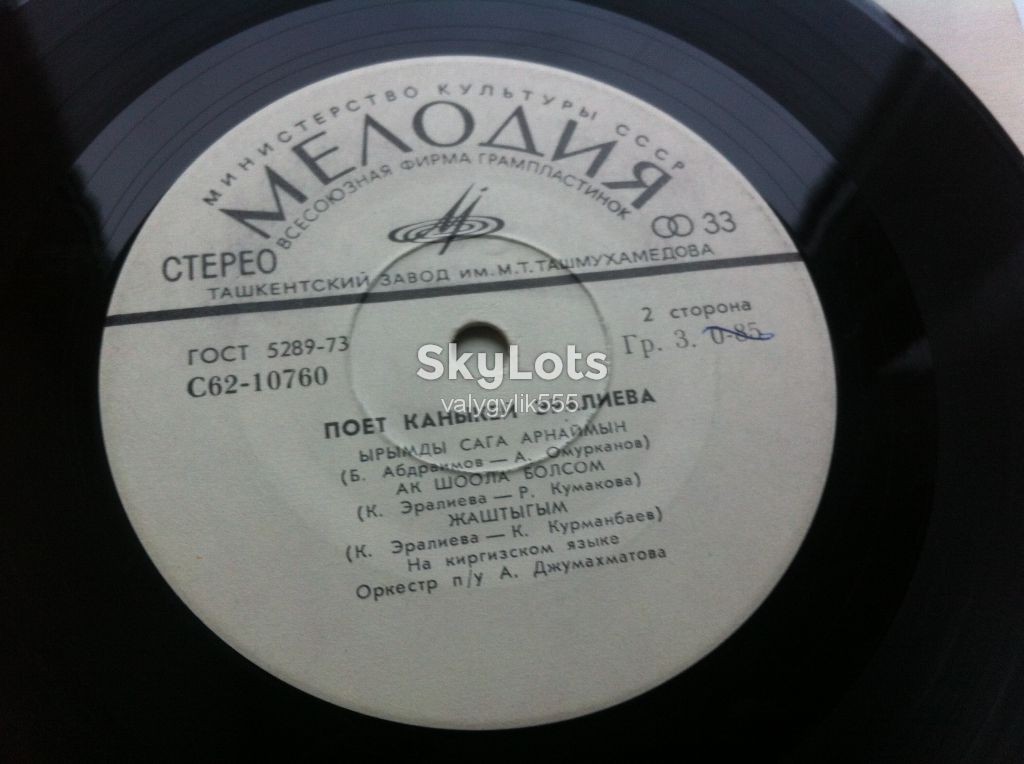 МИНИСТЕРСТВО КУЛЬТУРЫ СССР
МЕЛОДИЯ
ВСЕСОЮЗНАЯ ФИРМА ГРАМПЛАСТИНОК
СТЕРЕО
33
ТАШКЕНТСКИЙ ЗАВОД ИМ. М. Т. ТАШМУХАМЕДОВА
ГОСТ 5289-73
2 сторона
С62-10760
Гр. 3. 0-85
SkyLots
valygylik555
ПОЕТ КАНЫКЕЙ ЭРАЛИЕВА
ЫРЫМДЫ САГА АРНАЙМЫН
(Б. Абдраимов — А. Омурканов)
АК ШООЛА БОЛСОМ
(К. Эралиева — Р. Кумакова)
ЖАШТЫГЫМ
(К. Эралиева — К. Курманбаев)
На киргизском языке
Оркестр п/у А. Джумахматова